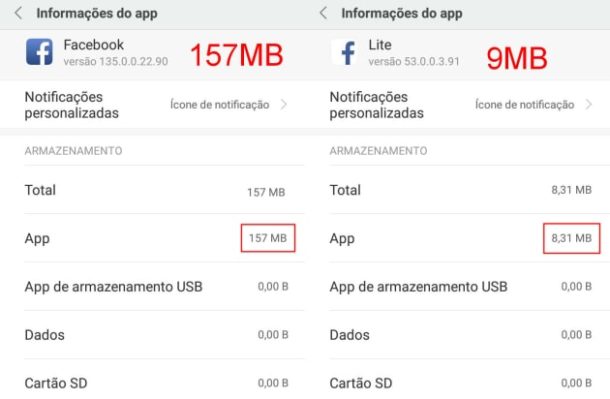 Informações do app
Facebook
versão 135.0.0.22.90
157MB
Notificações
personalizadas
Ícone de notificação
ARMAZENAMENTO
Total
157 MB
App
157 MB
App de armazenamento USB
0,00 B
Dados
0,00 B
Cartão SD
0,00 B
Informações do app
Lite
versão 53.0.0.3.91
9MB
Notificações
personalizadas
Ícone de notificação
ARMAZENAMENTO
Total
8,31 MB
App
8,31 MB
App de armazenamento USB
0,00 B
Dados
0,00 B
Cartão SD
0,00 B